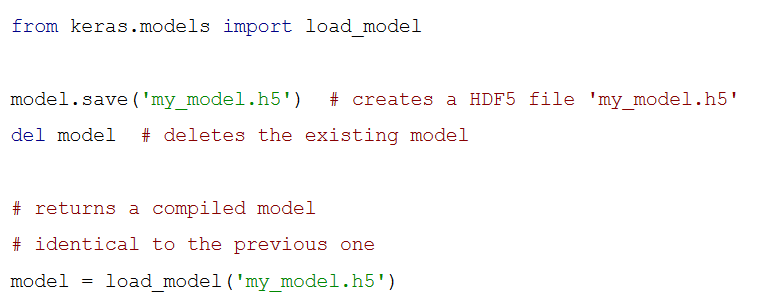 from keras.models import load_model
model.save('my_model.h5')  # creates a HDF5 file 'my_model.h5'
del model  # deletes the existing model
# returns a compiled model
# identical to the previous one
model = load_model('my_model.h5')